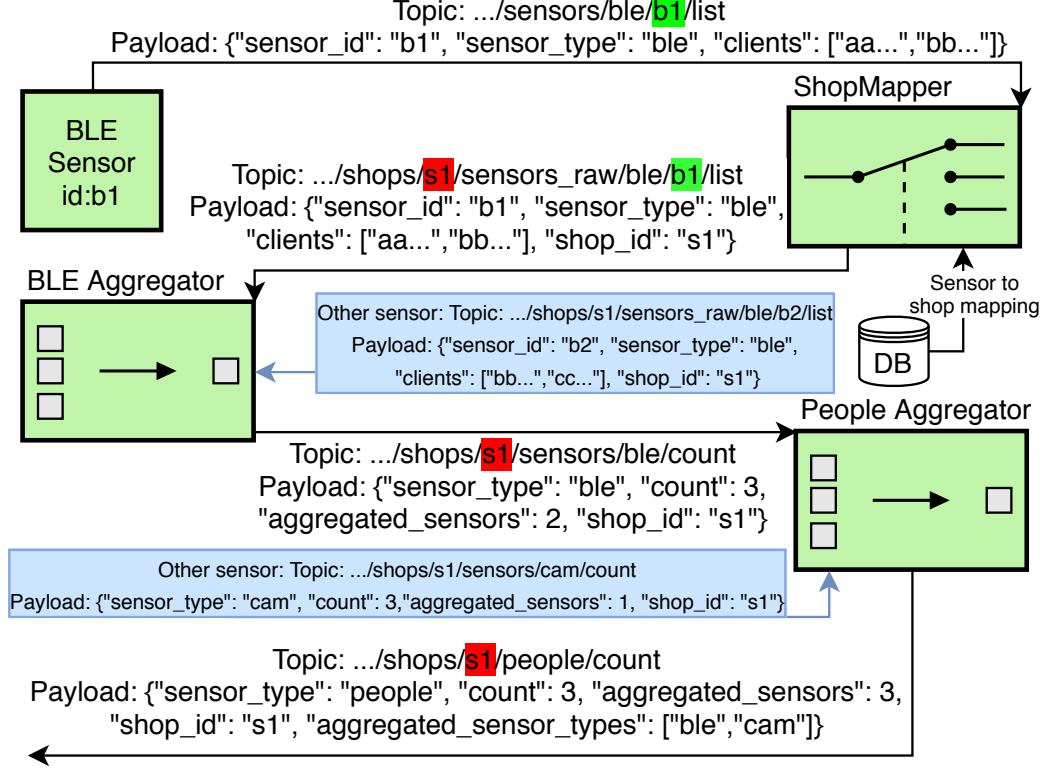 Topic: .../sensors/ble/b1/list
Payload: {"sensor_id": "b1", "sensor_type": "ble", "clients": ["aa...","bb..."]}
BLE
Sensor
id:b1
ShopMapper
Topic: .../shops/s1/sensors_raw/ble/b1/list
Payload: {"sensor_id": "b1", "sensor_type": "ble",
"clients": ["aa...","bb..."], "shop_id": "s1"}
Sensor to
shop mapping
DB
BLE Aggregator
Other sensor: Topic: .../shops/s1/sensors_raw/ble/b2/list
Payload: {"sensor_id": "b2", "sensor_type": "ble",
"clients": ["bb...","cc..."], "shop_id": "s1"}
People Aggregator
Topic: .../shops/s1/sensors/ble/count
Payload: {"sensor_type": "ble", "count": 3,
"aggregated_sensors": 2, "shop_id": "s1"}
Other sensor: Topic: .../shops/s1/sensors/cam/count
Payload: {"sensor_type": "cam", "count": 3,"aggregated_sensors": 1, "shop_id": "s1"}
Topic: .../shops/s1/people/count
Payload: {"sensor_type": "people", "count": 3, "aggregated_sensors": 3,
"shop_id": "s1", "aggregated_sensor_types": ["ble","cam"]}